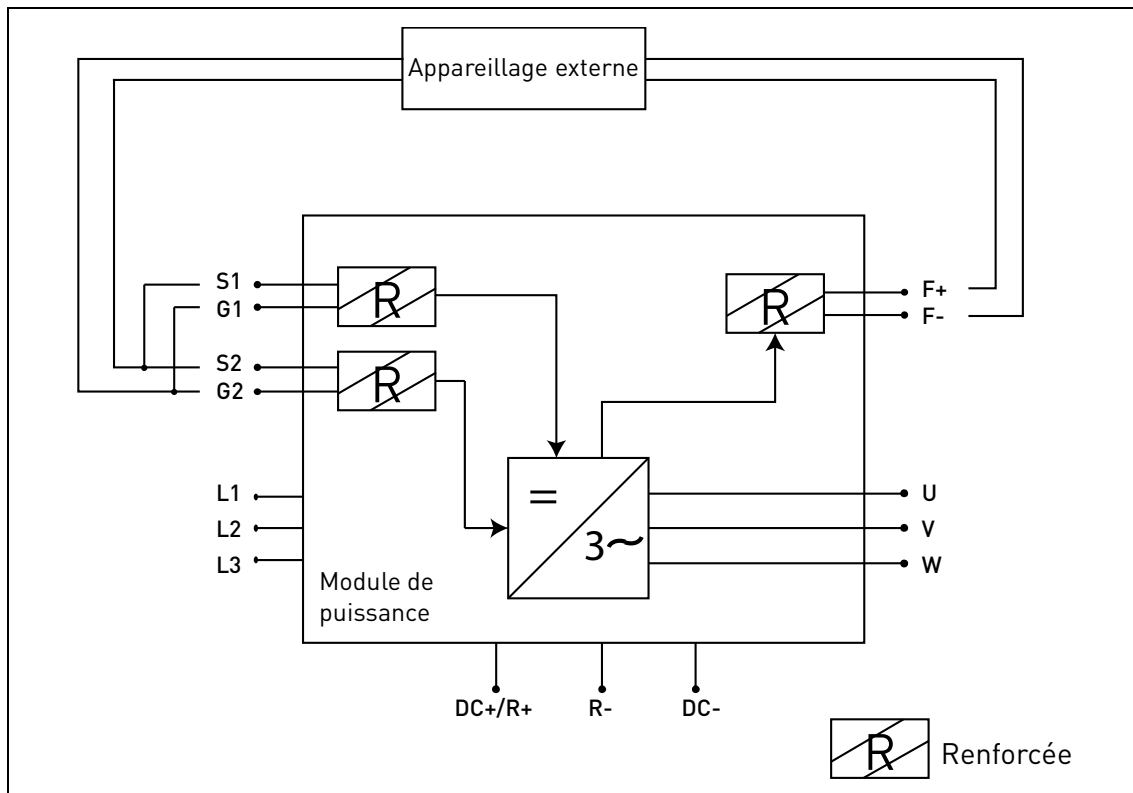 Appareillage externe
S1
G1
S2
G2
R
R
R
F+
F-
L1
L2
L3
=
3~
U
V
W
Module de
puissance
DC+/R+
R-
DC-
R
Renforcée